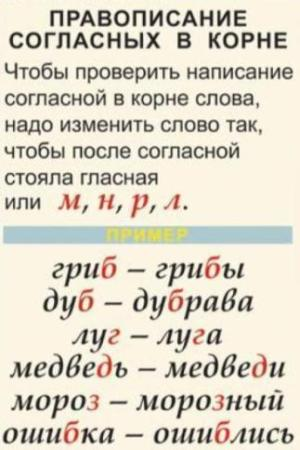 ПРАВОПИСАНИЕ
СОГЛАСНЫХ В КОРНЕ
Чтобы проверить написание
согласной в корне слова,
надо изменить слово так,
чтобы после согласной
стояла гласная
или м, н, р, л.
ПРИМЕР
гриб – грибы
дуб – дубрава
луг – луга
медведь – медведи
мороз – морозный
ошибка – ошиблись